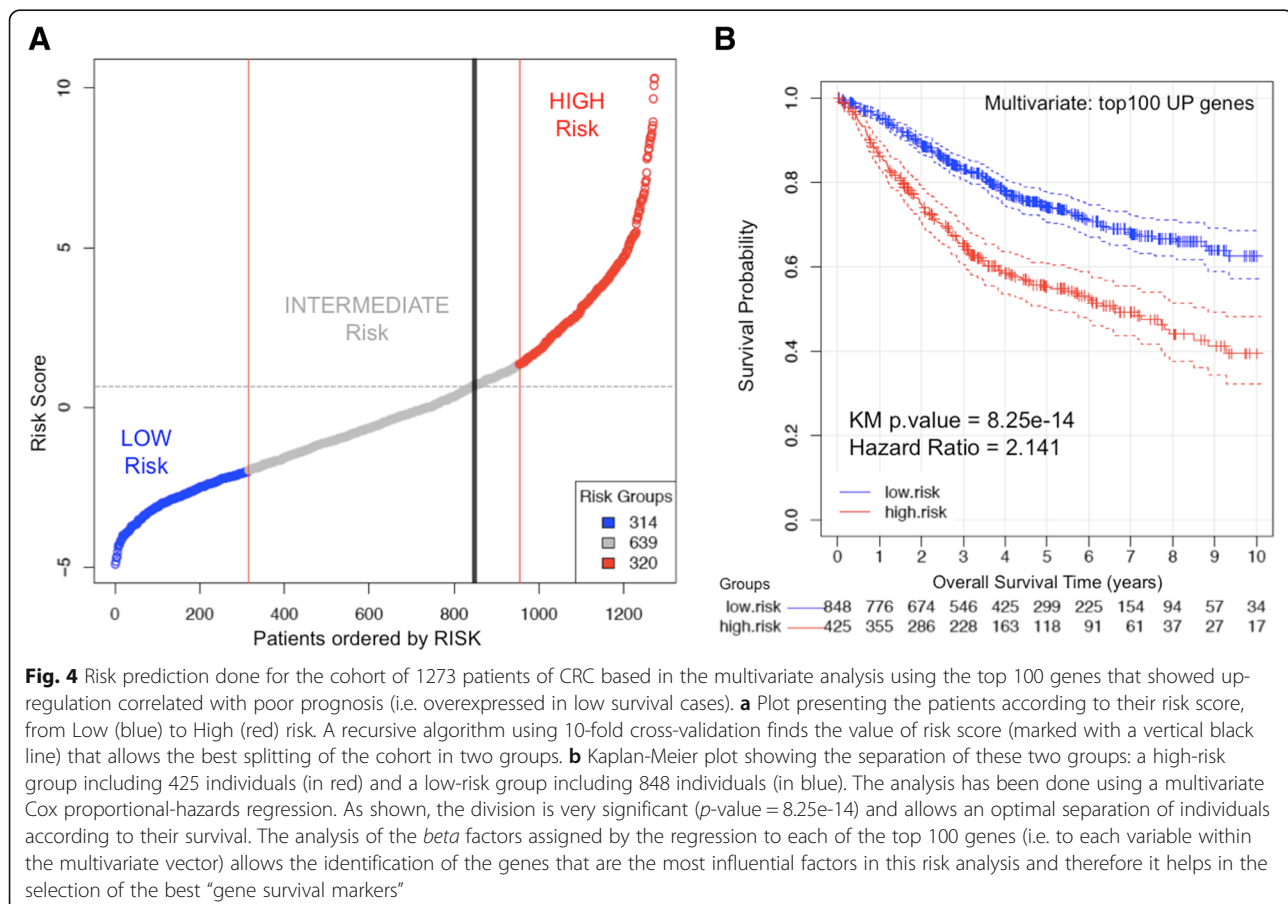 A
10
5
0
−5
Risk Score
LOW
Risk
INTERMEDIATE
Risk
HIGH
Risk
Risk Groups
314
639
320
0 200 400 600 800 1000 1200
Patients ordered by RISK
B
Multivariate: top100 UP genes
1.0
0.8
0.6
0.4
0.2
0.0
Survival Probability
KM p.value = 8.25e-14
Hazard Ratio = 2.141
low.risk
high.risk
0 1 2 3 4 5 6 7 8 9 10
Overall Survival Time (years)
Groups
low.risk 848 776 674 546 425 299 225 154 94 57 34
high.risk 425 355 286 228 163 118 91 61 37 27 17
Fig. 4 Risk prediction done for the cohort of 1273 patients of CRC based in the multivariate analysis using the top 100 genes that showed up-
regulation correlated with poor prognosis (i.e. overexpressed in low survival cases). a Plot presenting the patients according to their risk score,
from Low (blue) to High (red) risk. A recursive algorithm using 10-fold cross-validation finds the value of risk score (marked with a vertical black
line) that allows the best splitting of the cohort in two groups. b Kaplan-Meier plot showing the separation of these two groups: a high-risk
group including 425 individuals (in red) and a low-risk group including 848 individuals (in blue). The analysis has been done using a multivariate
Cox proportional-hazards regression. As shown, the division is very significant (p-value = 8.25e-14) and allows an optimal separation of individuals
according to their survival. The analysis of the beta factors assigned by the regression to each of the top 100 genes (i.e. to each variable within
the multivariate vector) allows the identification of the genes that are the most influential factors in this risk analysis and therefore it helps in the
selection of the best “gene survival markers”